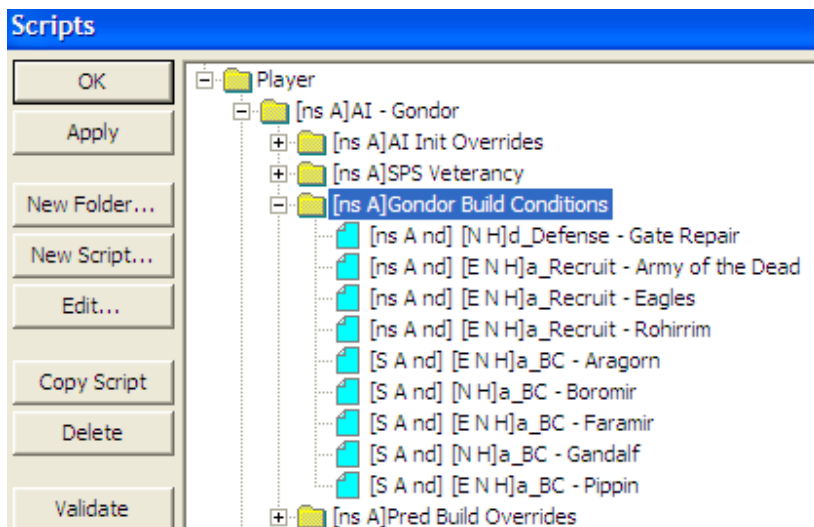 Scripts
OK
Apply
New Folder...
New Script...
Edit...
Copy Script
Delete
Validate
Player
[ns A]AI - Gondor
[ns A]AI Init Overrides
[ns A]SPS Veterancy
[ns A]Gondor Build Conditions
[ns A nd] [N H]d_Defense - Gate Repair
[ns A nd] [E N H]a_Recruit - Army of the Dead
[ns A nd] [E N H]a_Recruit - Eagles
[ns A nd] [E N H]a_Recruit - Rohirrim
[S A nd] [E N H]a_BC - Aragorn
[S A nd] [N H]a_BC - Boromir
[S A nd] [E N H]a_BC - Faramir
[S A nd] [N H]a_BC - Gandalf
[S A nd] [E N H]a_BC - Pippin
[ns A]Pred Build Overrides